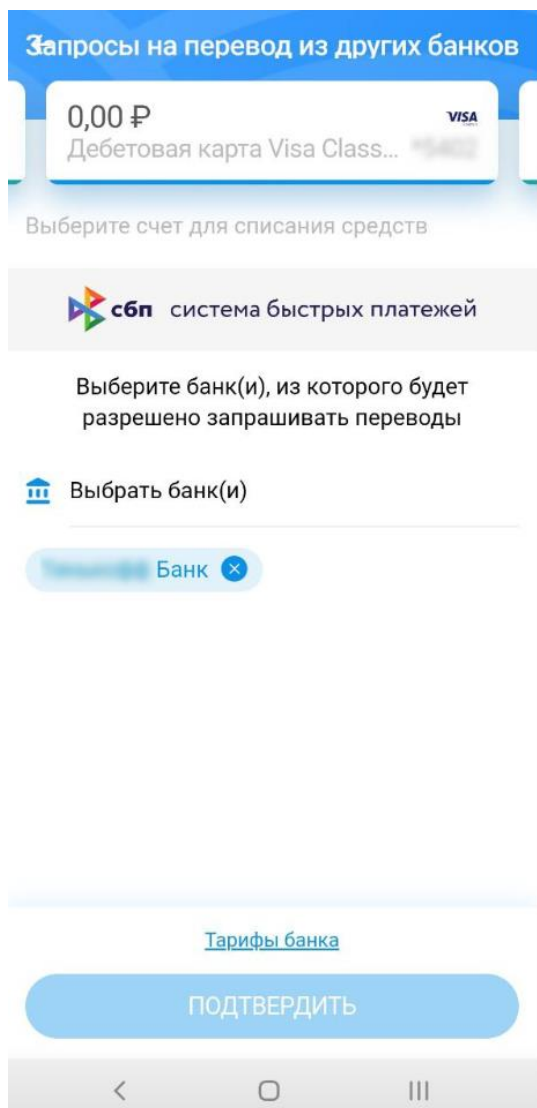 Запросы на перевод из других банков
0,00 ₽
VISA
Дебетовая карта Visa Class...
Выберите счет для списания средств
сбп система быстрых платежей
Выберите банк(и), из которого будет
разрешено запрашивать переводы
Выбрать банк(и)
Банк
Тарифы банка
ПОДТВЕРДИТЬ